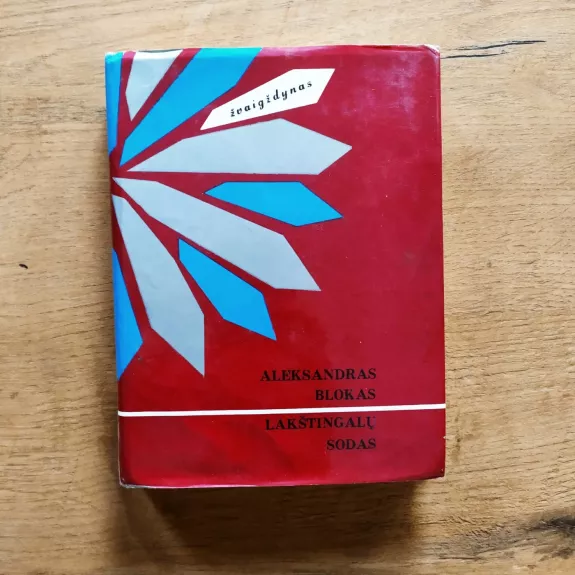 žvaigždynas
ALEKSANDRAS
BLOKAS
LAKŠTINGALŲ
SODAS